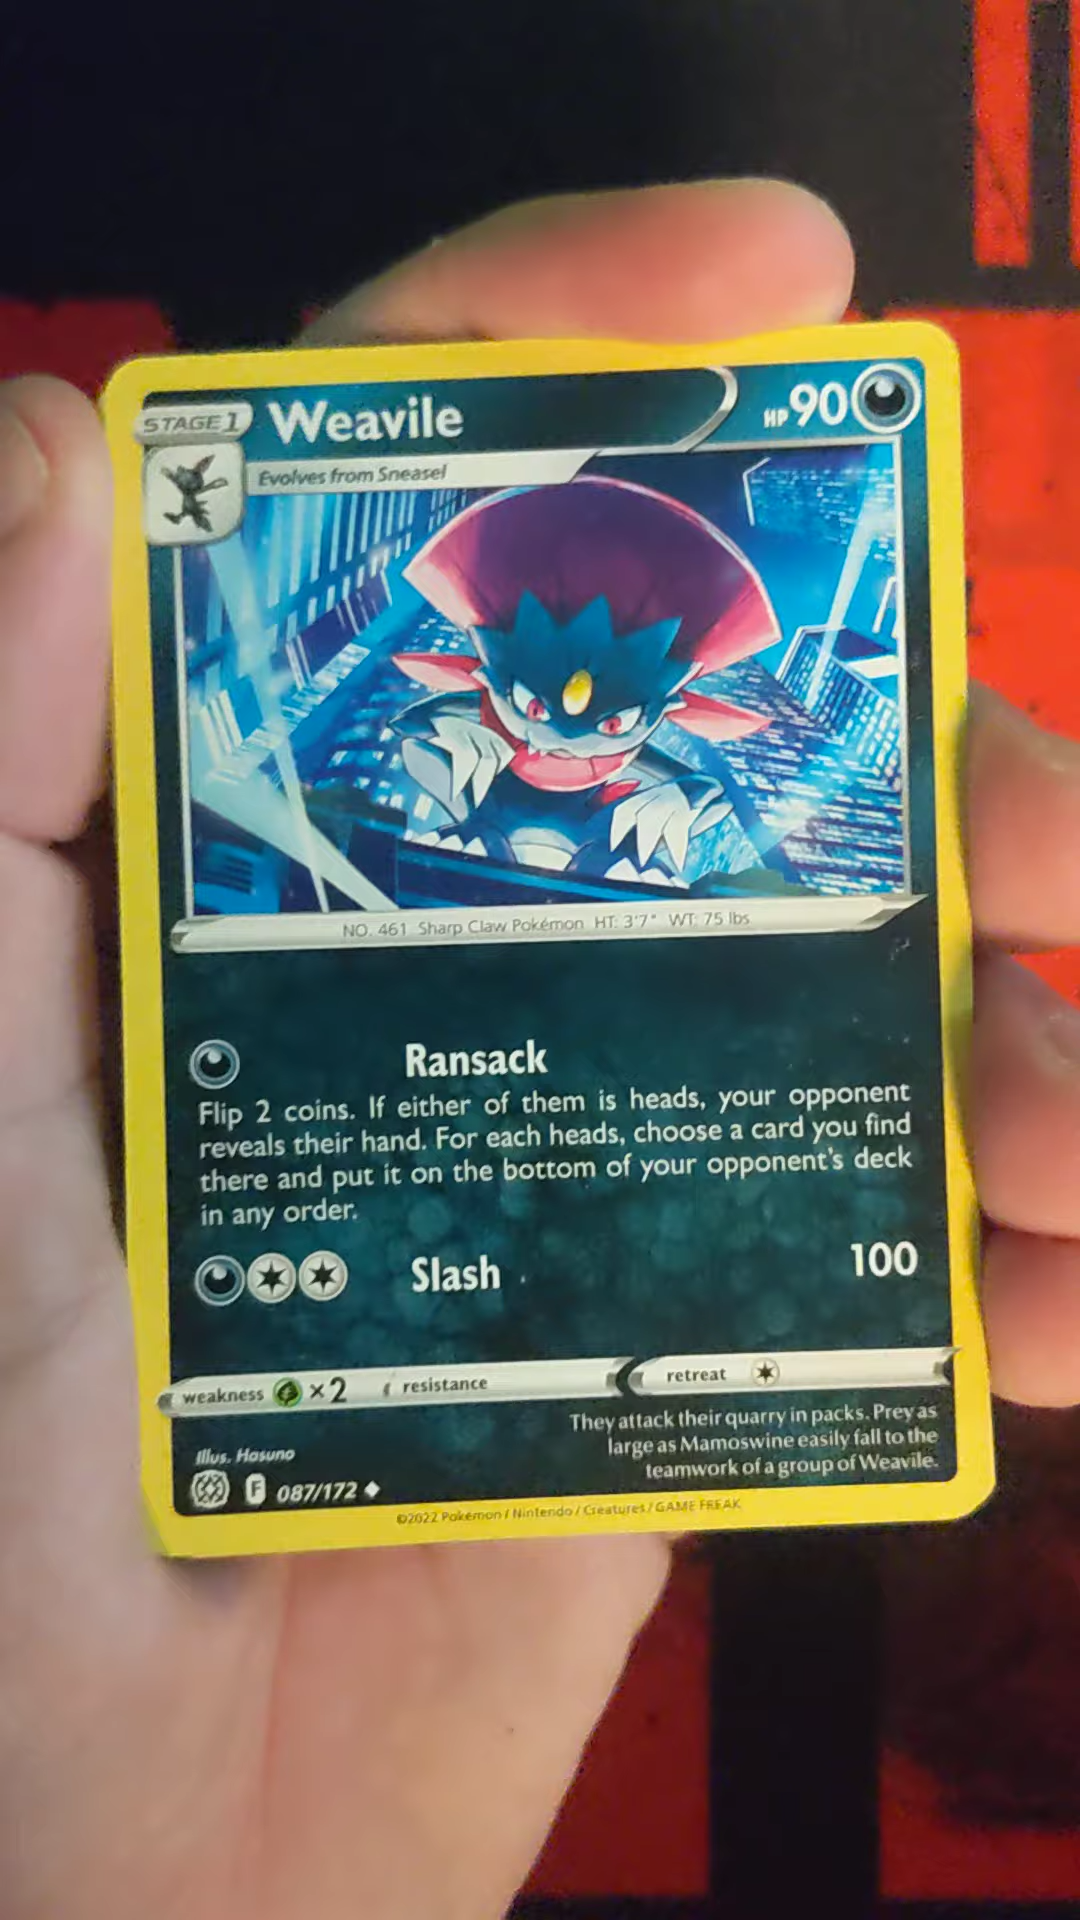 STAGE 1 Weavile HP 90
Evolves from Sneasel
NO. 461 Sharp Claw Pokémon HT: 3'7" WT: 75 lbs
Ransack
Flip 2 coins. If either of them is heads, your opponent
reveals their hand. For each heads, choose a card you find
there and put it on the bottom of your opponent's deck
in any order.
Slash 100
weakness ×2 resistance retreat
They attack their quarry in packs. Prey as
large as Mamoswine easily fall to the
teamwork of a group of Weavile.
Illus. Hasuno
F 087/172
©2022 Pokémon / Nintendo / Creatures / GAME FREAK